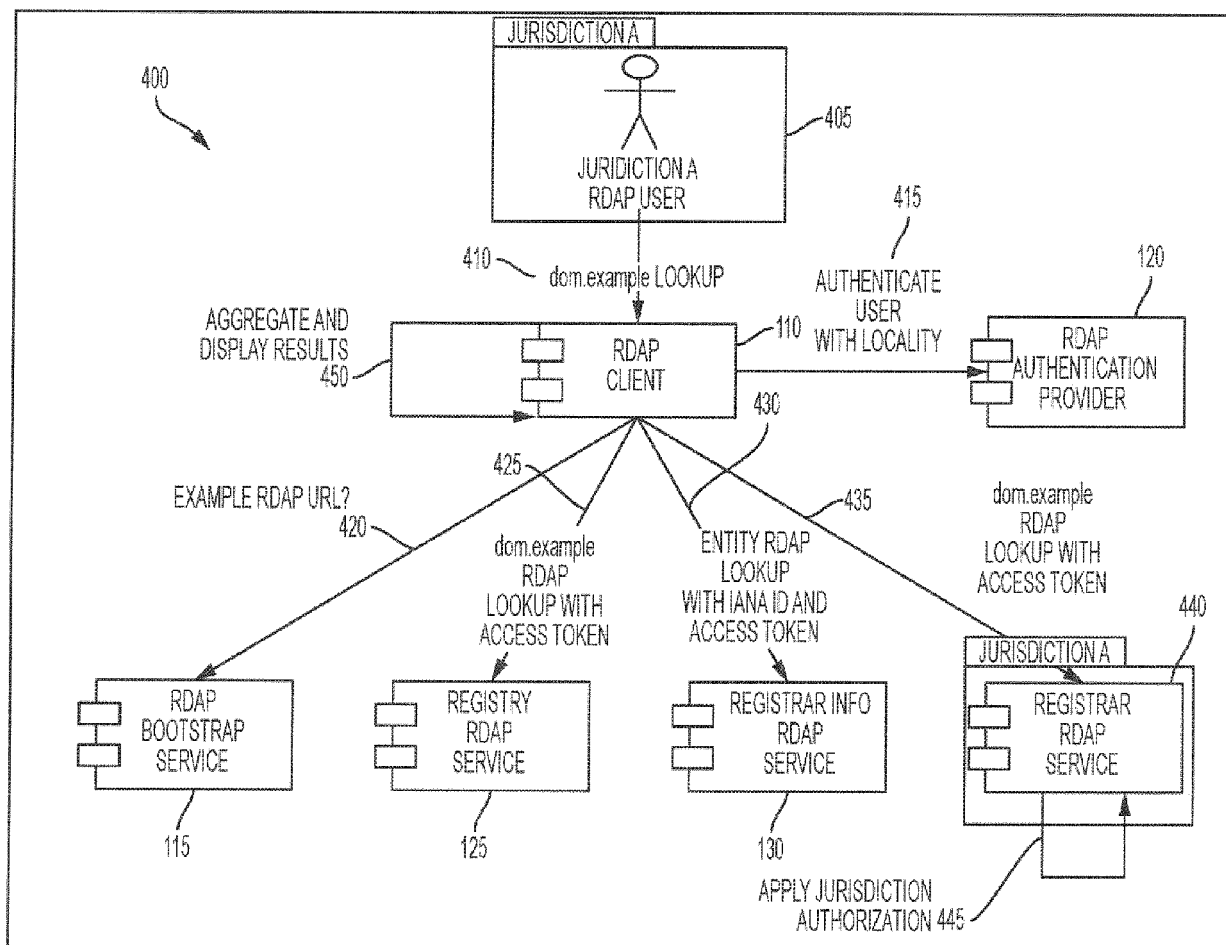 JURISDICTION A
400
405
JURIDICTION A
RDAP USER
415
410
dom.example LOOKUP
AUTHENTICATE
USER
WITH LOCALITY
120
AGGREGATE AND
DISPLAY RESULTS
450
110
RDAP
CLIENT
RDAP
AUTHENTICATION
PROVIDER
430
425
EXAMPLE RDAP URL?
420
435
dom.example
RDAP
LOOKUP WITH
ACCESS TOKEN
ENTITY RDAP
LOOKUP
WITH IANA ID AND
ACCESS TOKEN
dom.example
RDAP
LOOKUP WITH
ACCESS TOKEN
JURISDICTION A
440
RDAP
BOOTSTRAP
SERVICE
REGISTRY
RDAP
SERVICE
REGISTRAR INFO
RDAP
SERVICE
REGISTRAR
RDAP
SERVICE
115
125
130
APPLY JURISDICTION
AUTHORIZATION 445